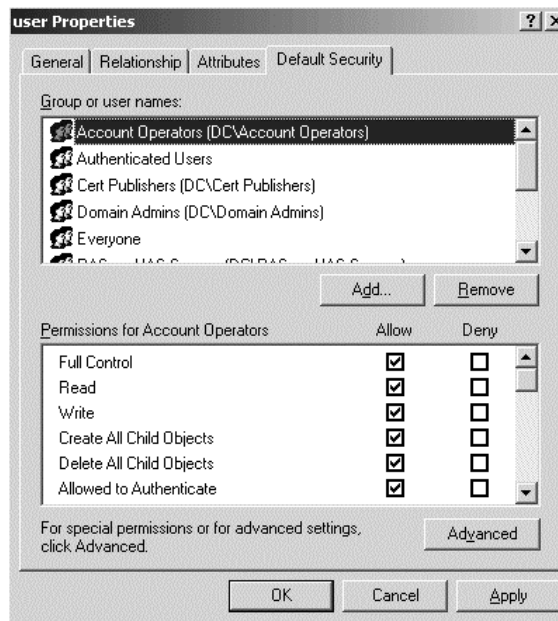 user Properties
General Relationship Attributes Default Security
Group or user names:
Account Operators (DC\Account Operators)
Authenticated Users
Cert Publishers (DC\Cert Publishers)
Domain Admins (DC\Domain Admins)
Everyone
Add... Remove
Permissions for Account Operators Allow Deny
Full Control
Read
Write
Create All Child Objects
Delete All Child Objects
Allowed to Authenticate
For special permissions or for advanced settings,
click Advanced.
Advanced
OK Cancel Apply